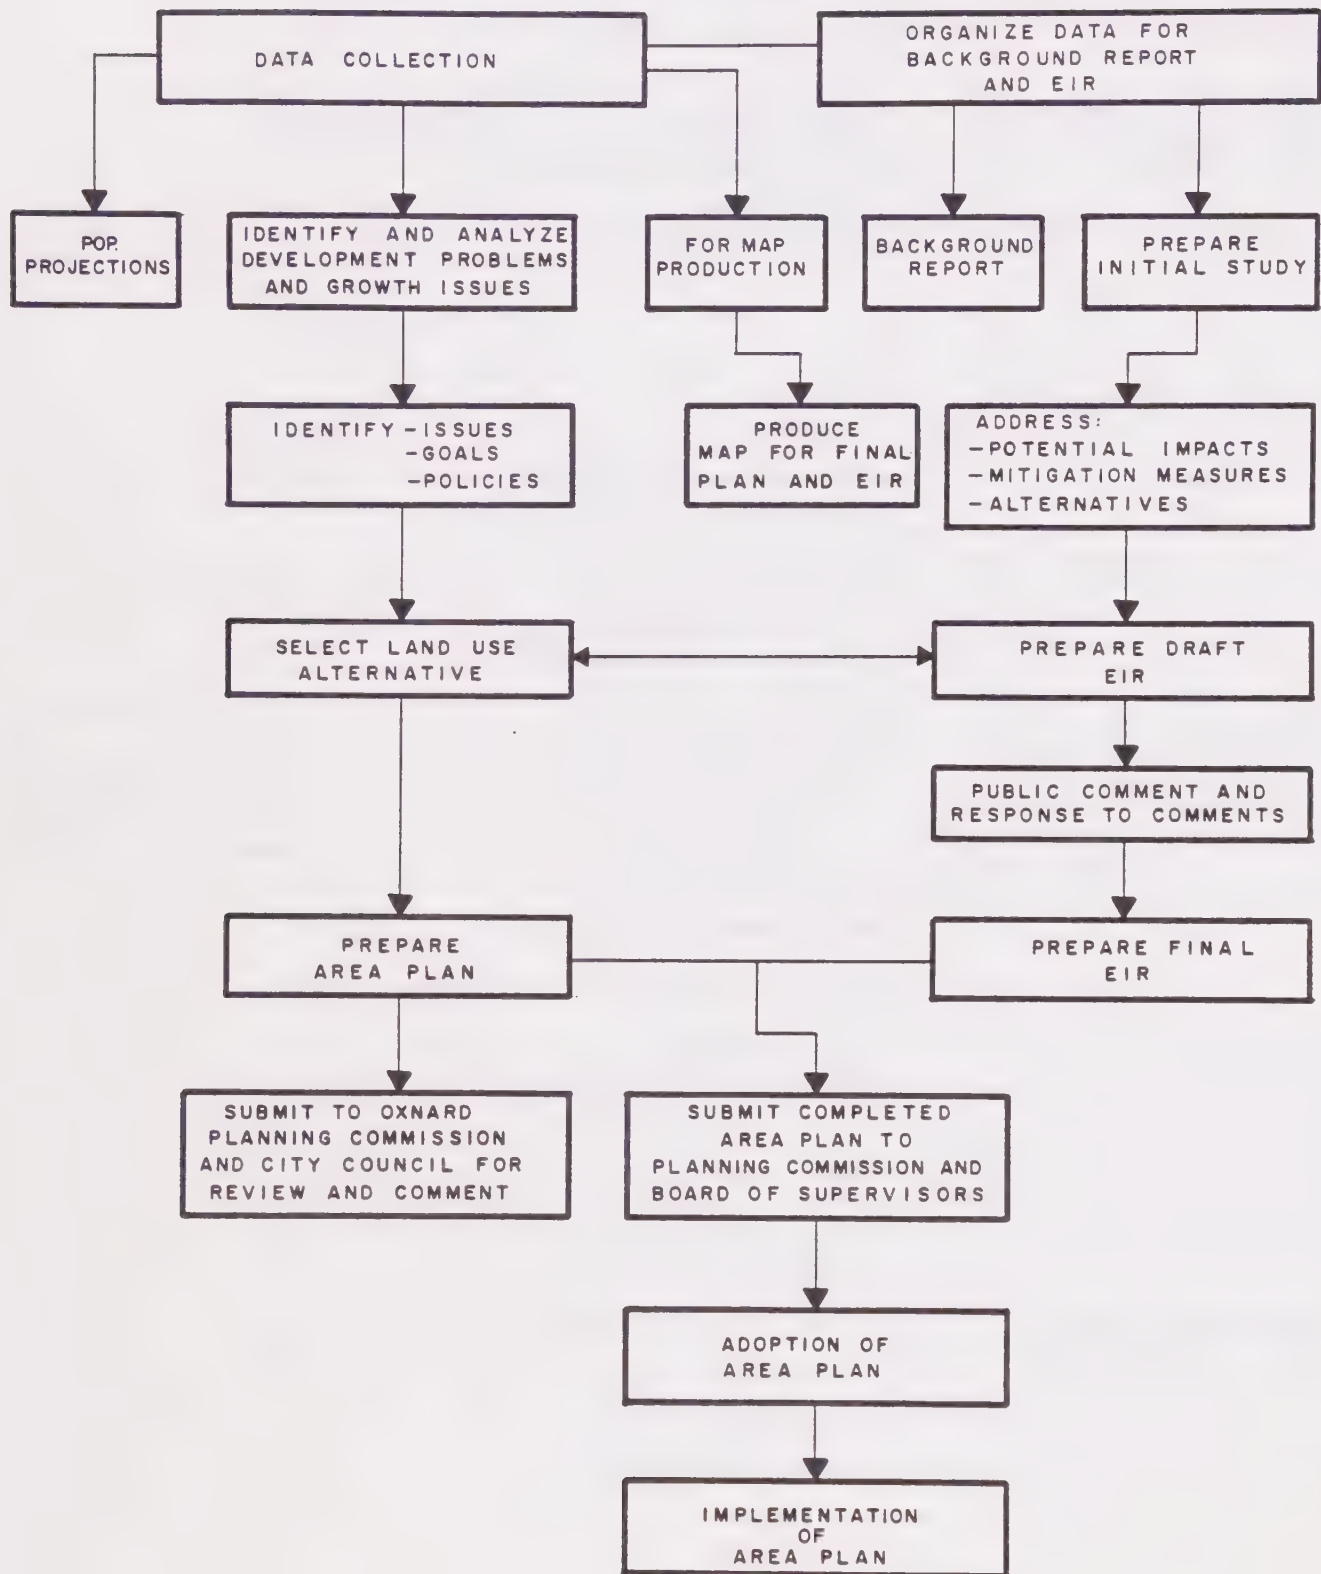 DATA COLLECTION
ORGANIZE DATA FOR
BACKGROUND REPORT
AND EIR
POP.
PROJECTIONS
IDENTIFY AND ANALYZE
DEVELOPMENT PROBLEMS
AND GROWTH ISSUES
FOR MAP
PRODUCTION
BACKGROUND
REPORT
PREPARE
INITIAL STUDY
IDENTIFY - ISSUES
- GOALS
- POLICIES
PRODUCE
MAP FOR FINAL
PLAN AND EIR
ADDRESS:
- POTENTIAL IMPACTS
- MITIGATION MEASURES
- ALTERNATIVES
SELECT LAND USE
ALTERNATIVE
PREPARE DRAFT
EIR
PUBLIC COMMENT AND
RESPONSE TO COMMENTS
PREPARE
AREA PLAN
PREPARE FINAL
EIR
SUBMIT TO OXNARD
PLANNING COMMISSION
AND CITY COUNCIL FOR
REVIEW AND COMMENT
SUBMIT COMPLETED
AREA PLAN TO
PLANNING COMMISSION AND
BOARD OF SUPERVISORS
ADOPTION OF
AREA PLAN
IMPLEMENTATION
OF
AREA PLAN